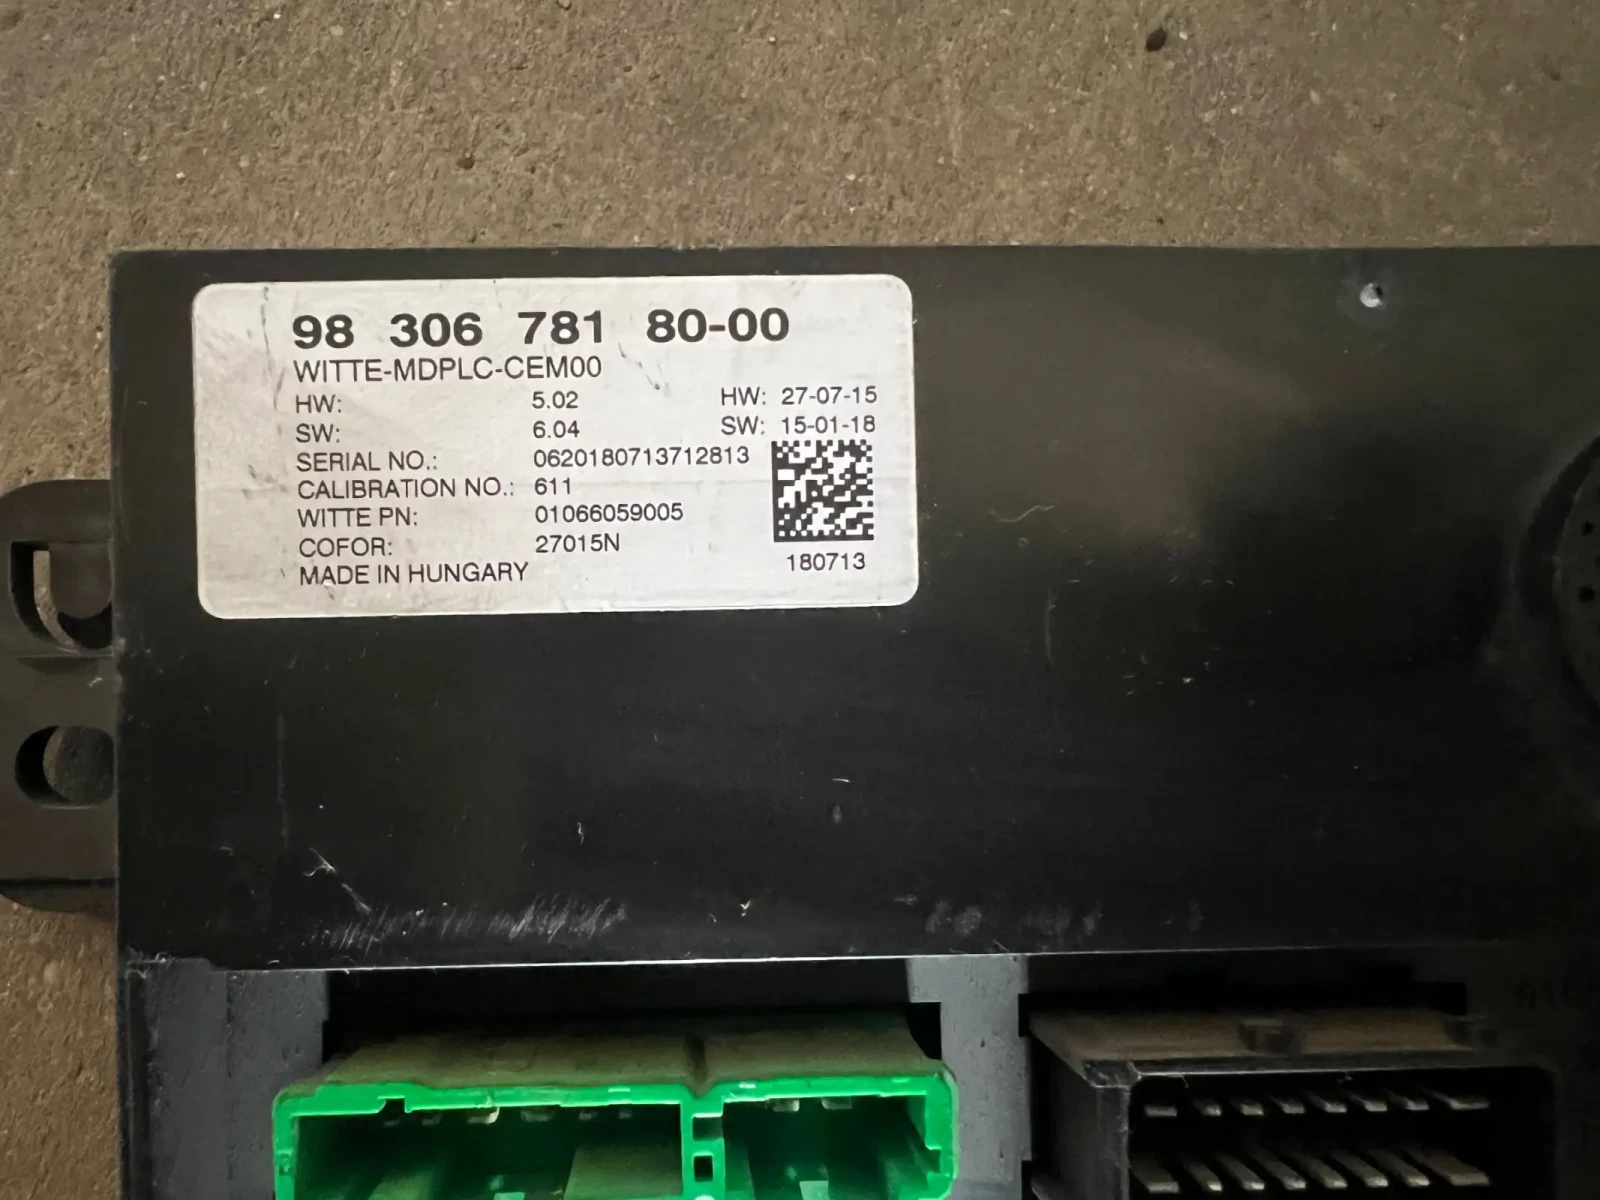 98 306 781 80-00
WITTE-MDPLC-CEM00
HW: 5.02 HW: 27-07-15
SW: 6.04 SW: 15-01-18
SERIAL NO.: 0620180713712813
CALIBRATION NO.: 611
WITTE PN: 01066059005
COFOR: 27015N
MADE IN HUNGARY 180713